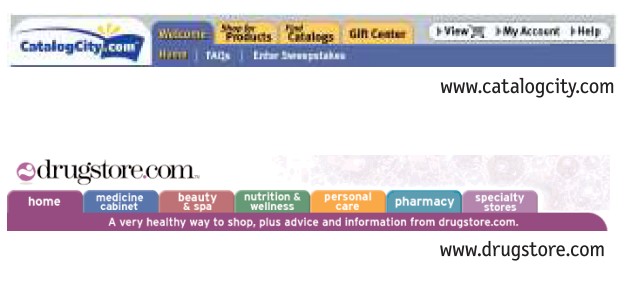 CatalogCity.com
Welcome
Shop for Products
Find Catalogs
Gift Center
View
My Account
Help
Home | FAQs | Enter Sweepstakes
www.catalogcity.com
drugstore.com
home
medicine cabinet
beauty & spa
nutrition & wellness
personal care
pharmacy
specialty stores
A very healthy way to shop, plus advice and information from drugstore.com.
www.drugstore.com